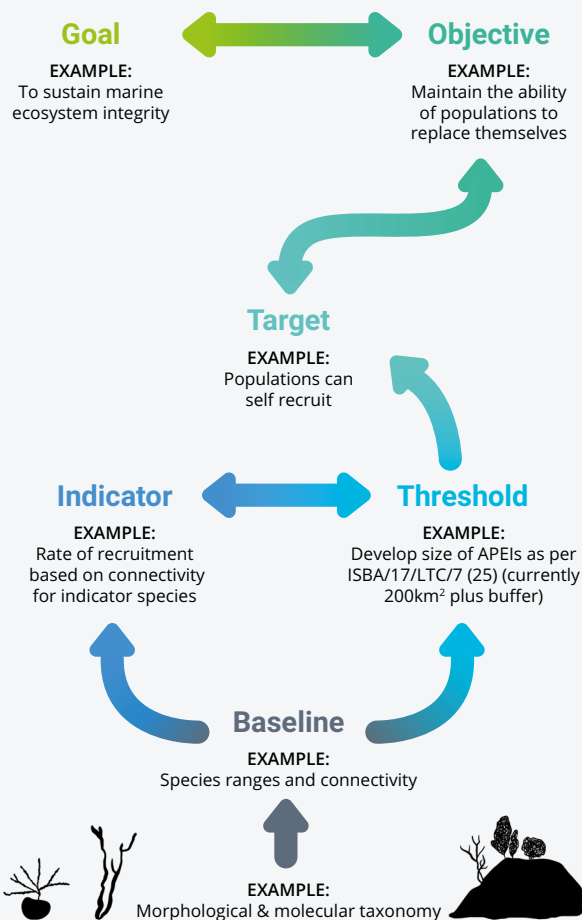 Goal
EXAMPLE:
To sustain marine
ecosystem integrity
Objective
EXAMPLE:
Maintain the ability
of populations to
replace themselves
Target
EXAMPLE:
Populations can
self recruit
Indicator
EXAMPLE:
Rate of recruitment
based on connectivity
for indicator species
Threshold
EXAMPLE:
Develop size of APEIs as per
ISBA/17/LTC/7 (25) (currently
200km² plus buffer)
Baseline
EXAMPLE:
Species ranges and connectivity
EXAMPLE:
Morphological & molecular taxonomy